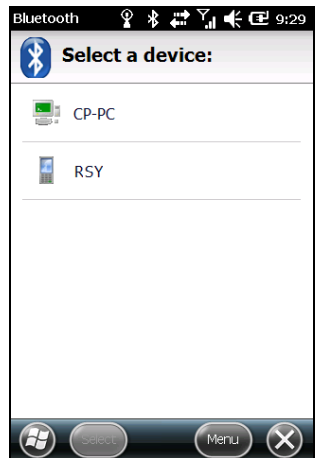 Bluetooth 9:29
Select a device:
CP-PC
RSY
Select Menu